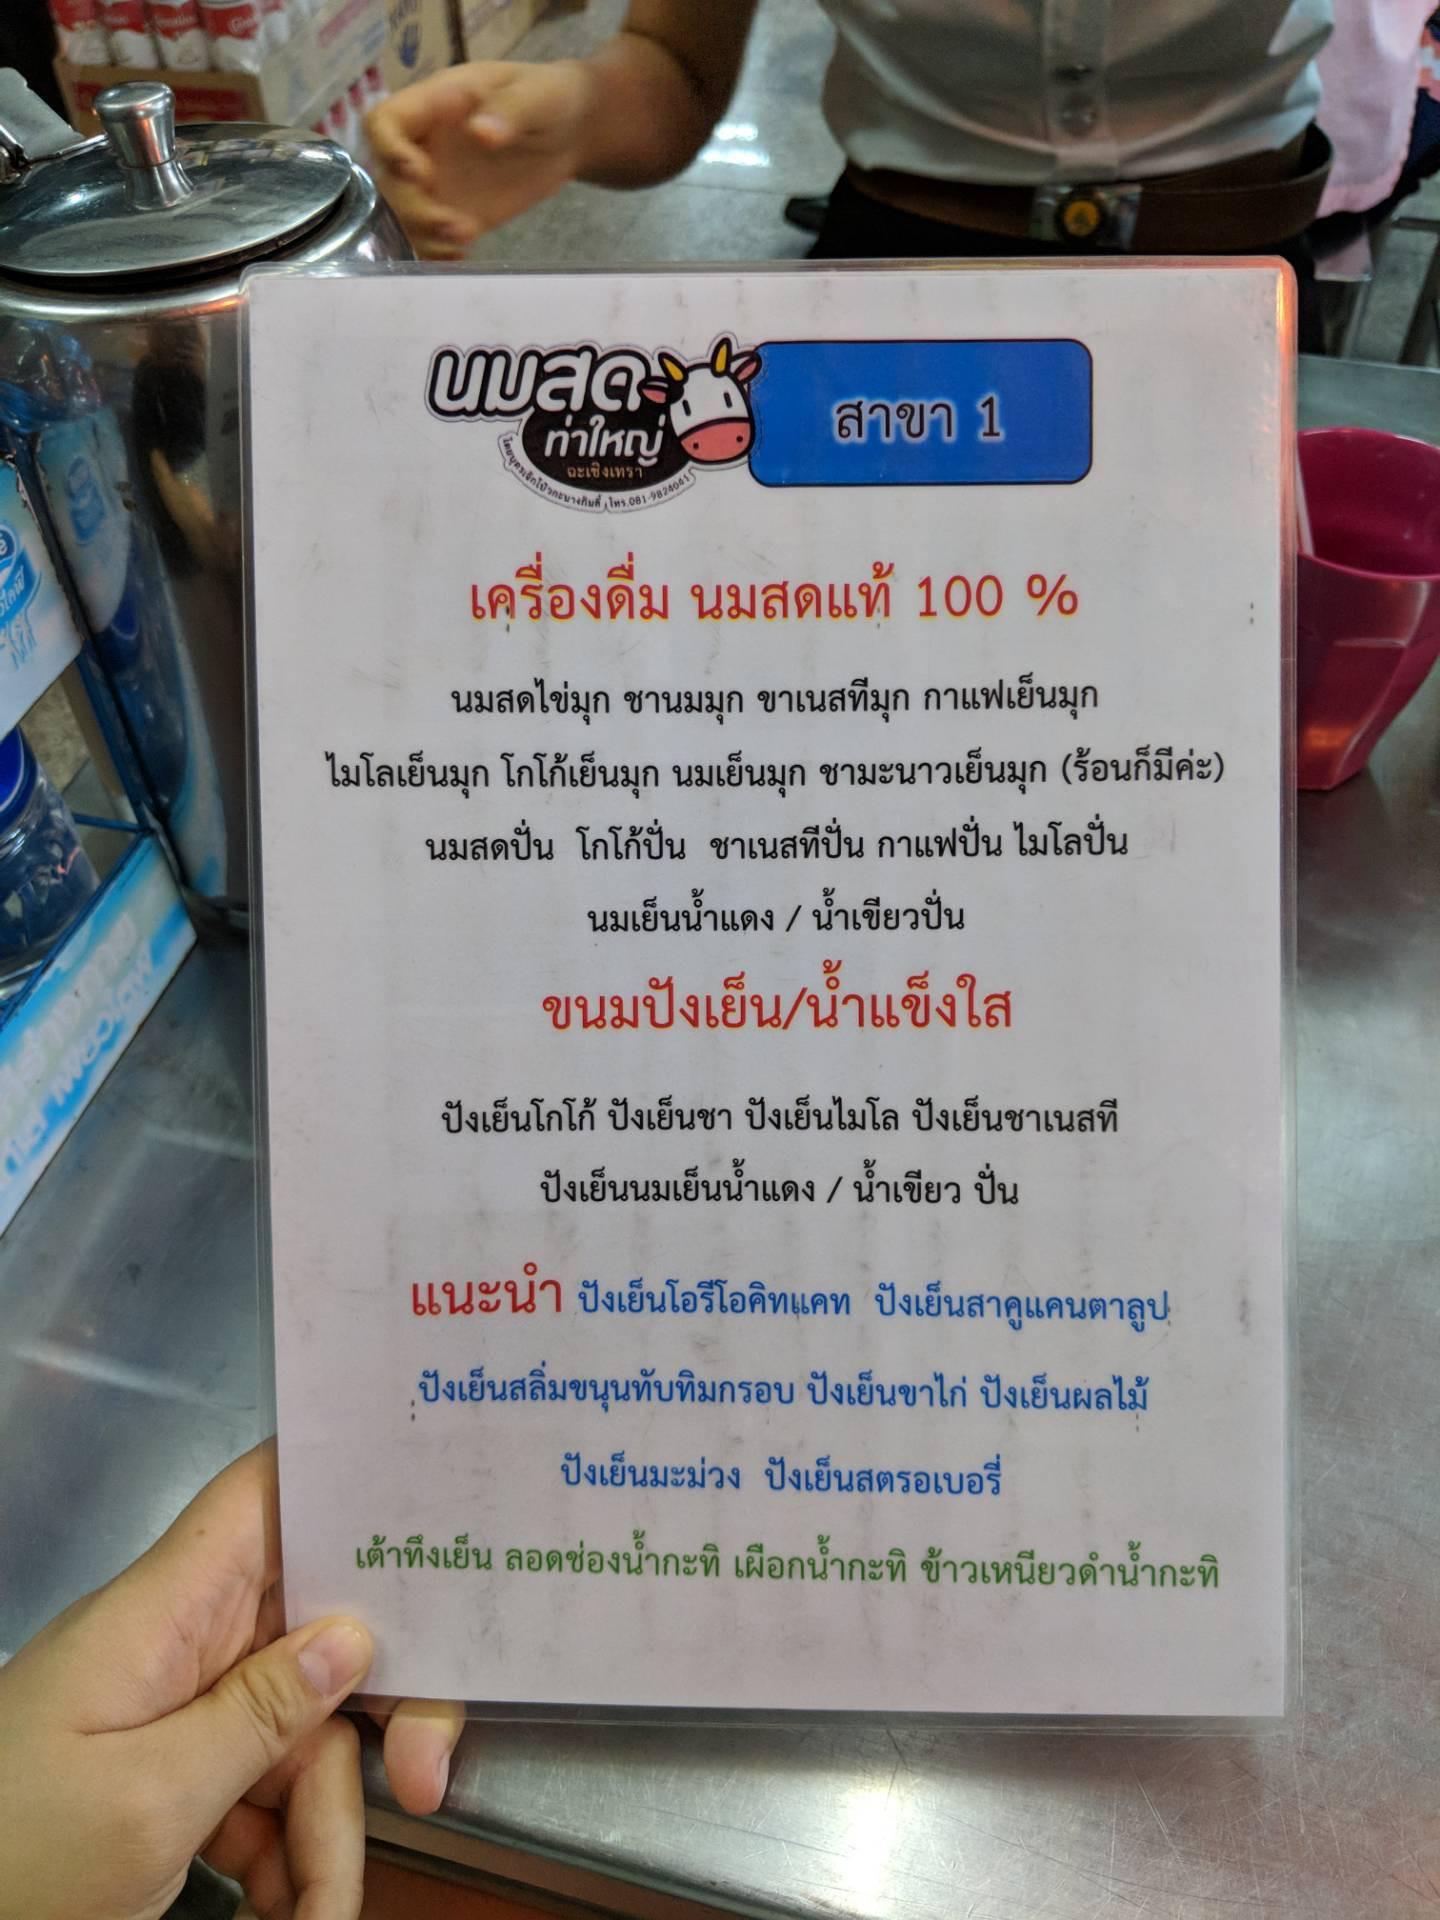 นมสด
ท่าใหญ่
ฉะเชิงเทรา
โทร.081-9824041
สาขา 1
เครื่องดื่ม นมสดแท้ 100 %
นมสดไข่มุก ชานมมุก ขาเนสทีมุก กาแฟเย็นมุก
ไมโลเย็นมุก โกโก้เย็นมุก นมเย็นมุก ชามะนาวเย็นมุก (ร้อนก็มีค่ะ)
นมสดปั่น โกโก้ปั่น ชาเนสทีปั่น กาแฟปั่น ไมโลปั่น
นมเย็นน้ำแดง / น้ำเขียวปั่น
ขนมปังเย็น/น้ำแข็งใส
ปังเย็นโกโก้ ปังเย็นชา ปังเย็นไมโล ปังเย็นชาเนสที
ปังเย็นนมเย็นน้ำแดง / น้ำเขียว ปั่น
แนะนำ ปังเย็นโอรีโอคิทแคท ปังเย็นสาคูแคนตาลูป
ปังเย็นสลิ่มขนุนทับทิมกรอบ ปังเย็นขาไก่ ปังเย็นผลไม้
ปังเย็นมะม่วง ปังเย็นสตรอเบอรี่
เต้าทึงเย็น ลอดช่องน้ำกะทิ เผือกน้ำกะทิ ข้าวเหนียวดำน้ำกะทิ